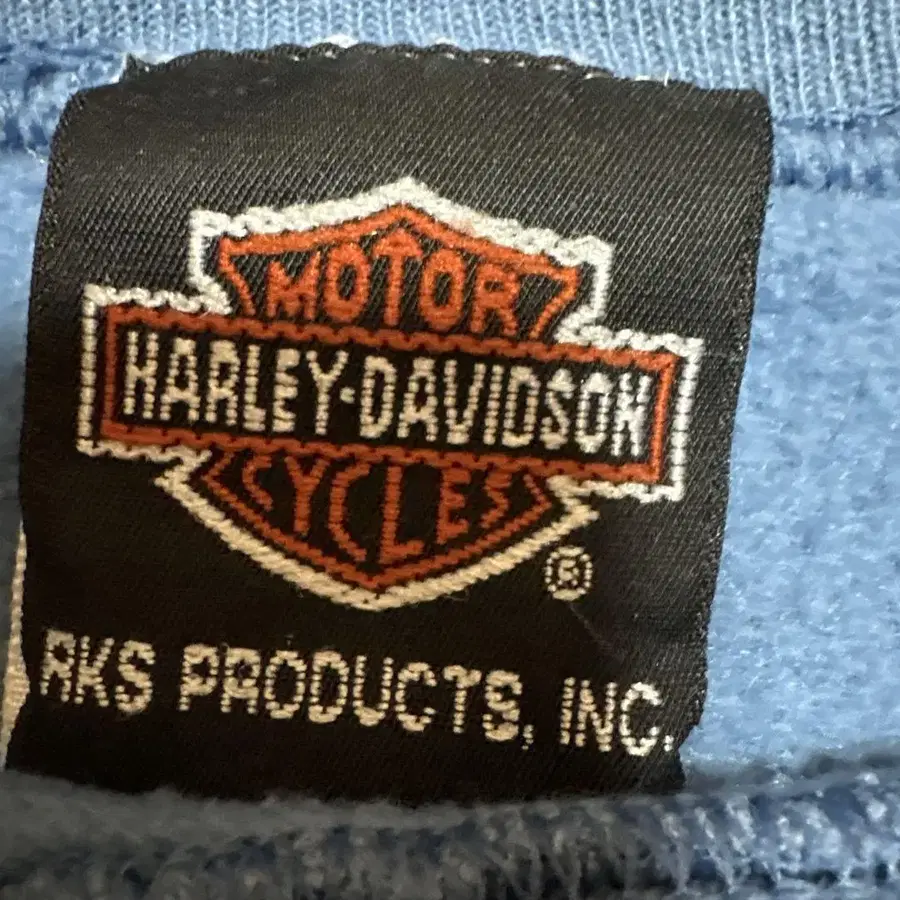 MOTOR
HARLEY-DAVIDSON
CYCLES
®
RKS PRODUCTS, INC.